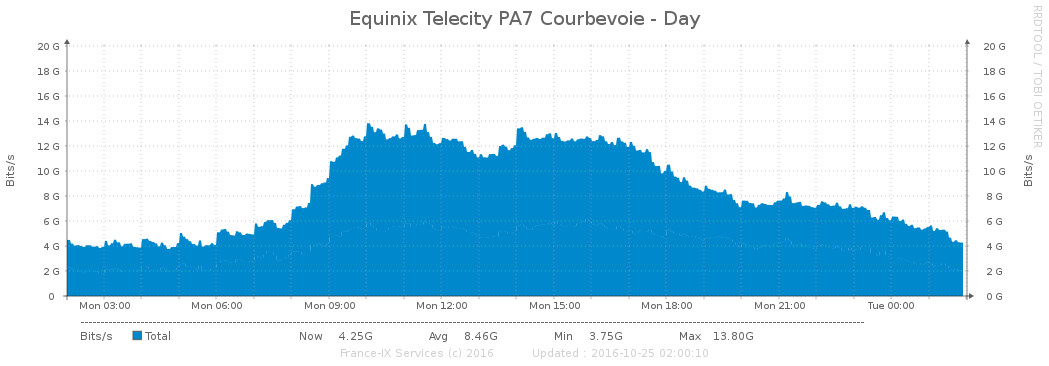 Equinix Telecity PA7 Courbevoie - Day
RRDTOOL / TOBI OETIKER
Bits/s
20 G 20 G
18 G 18 G
16 G 16 G
14 G 14 G
12 G 12 G
10 G 10 G
8 G 8 G
6 G 6 G
4 G 4 G
2 G 2 G
0 0 G
Bits/s
Mon 03:00 Mon 06:00 Mon 09:00 Mon 12:00 Mon 15:00 Mon 18:00 Mon 21:00 Tue 00:00
Bits/s Total Now 4.25G Avg 8.46G Min 3.75G Max 13.80G
France-IX Services (c) 2016 Updated : 2016-10-25 02:00:10